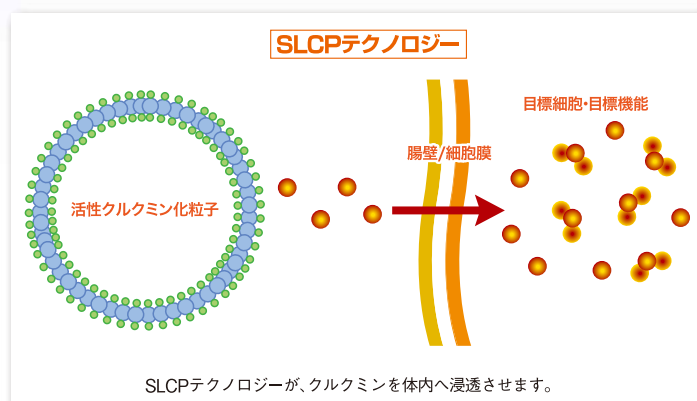 SLCPテクノロジー
目標細胞・目標機能
腸壁/細胞膜
活性クルクミン化粒子
SLCPテクノロジーが、クルクミンを体内へ浸透させます。